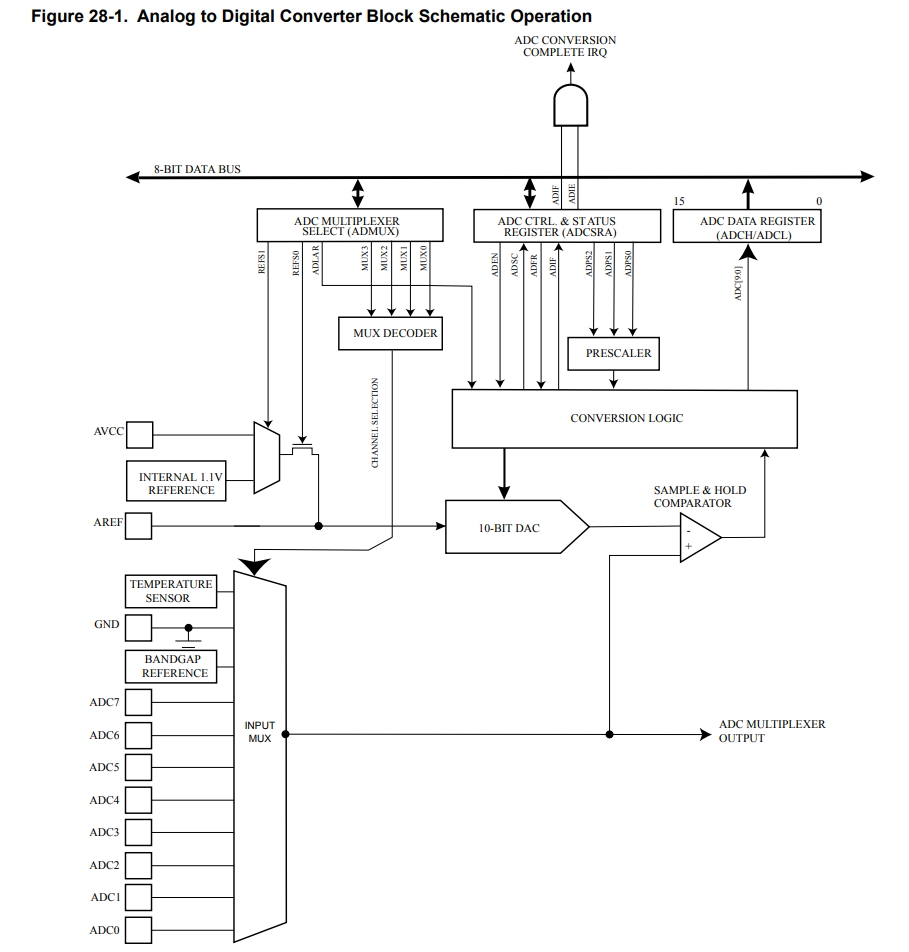 Figure 28-1. Analog to Digital Converter Block Schematic Operation
ADC CONVERSION
COMPLETE IRQ
8-BIT DATA BUS
ADIF
ADIE
15
0
ADC MULTIPLEXER
SELECT (ADMUX)
ADC CTRL. & STATUS
REGISTER (ADCSRA)
ADC DATA REGISTER
(ADCH/ADCL)
REFS1
REFS0
ADLAR
MUX3
MUX2
MUX1
MUX0
ADEN
ADSC
ADFR
ADIF
ADPS2
ADPS1
ADPS0
ADC[9:0]
MUX DECODER
PRESCALER
CHANNEL SELECTION
CONVERSION LOGIC
AVCC
INTERNAL 1.1V
REFERENCE
SAMPLE & HOLD
COMPARATOR
AREF
10-BIT DAC
-
+
TEMPERATURE
SENSOR
GND
BANDGAP
REFERENCE
ADC7
ADC6
INPUT
MUX
ADC MULTIPLEXER
OUTPUT
ADC5
ADC4
ADC3
ADC2
ADC1
ADC0